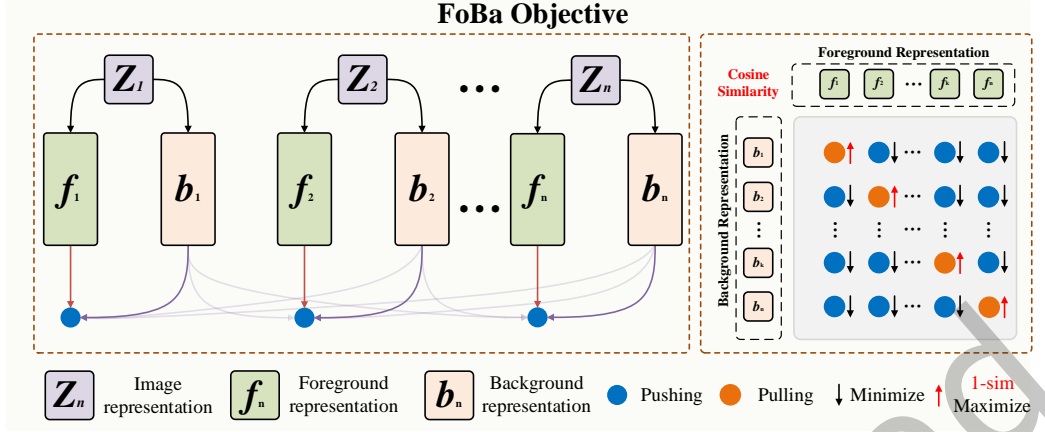 FoBa Objective
Z1 Z2 ... Zn
f1 b1 f2 b2 ... fn bn
Foreground Representation
Cosine
Similarity
f1 f2 ... fk fn
Background Representation
b1
b2
⋮
bk
bn
Zn
Image
representation
fn
Foreground
representation
bn
Background
representation
Pushing
Pulling
Minimize
1-sim
Maximize